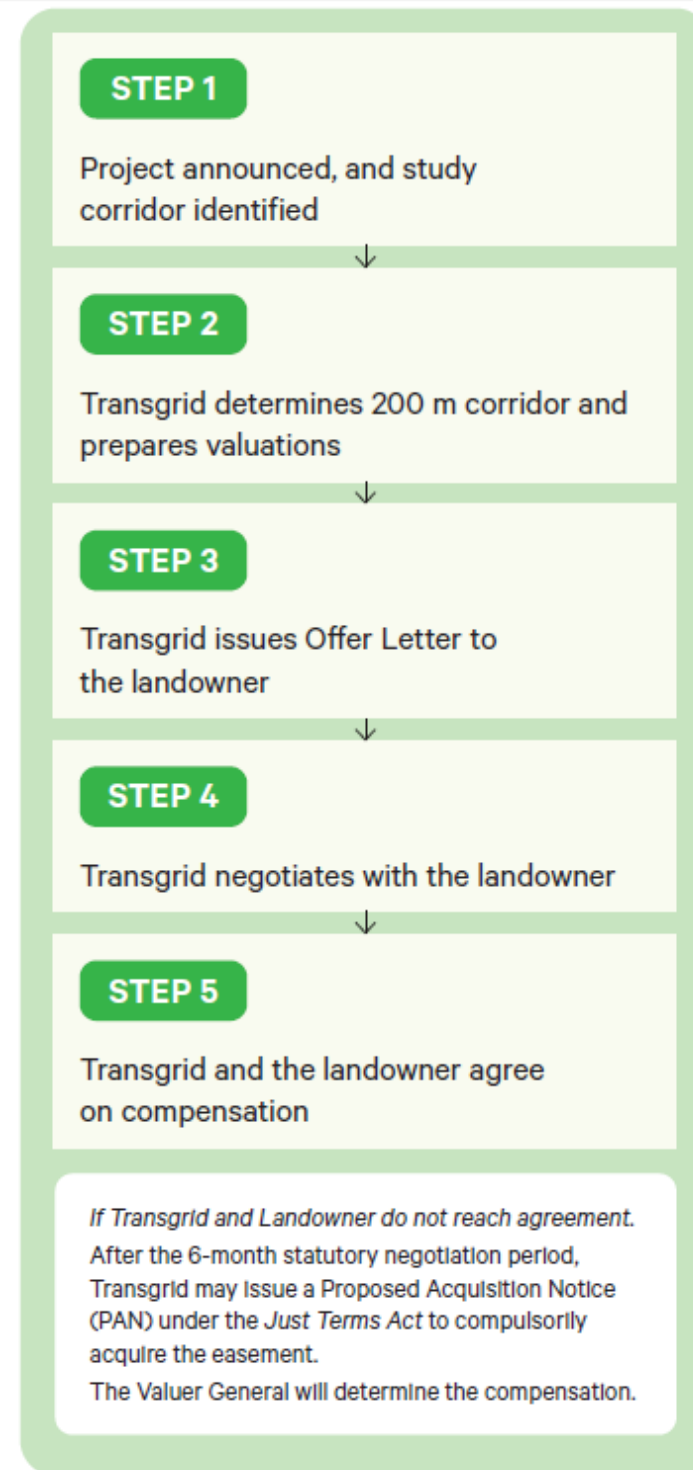 STEP 1
Project announced, and study
corridor identified
STEP 2
Transgrid determines 200 m corridor and
prepares valuations
STEP 3
Transgrid issues Offer Letter to
the landowner
STEP 4
Transgrid negotiates with the landowner
STEP 5
Transgrid and the landowner agree
on compensation
If Transgrid and Landowner do not reach agreement.
After the 6-month statutory negotiation period,
Transgrid may issue a Proposed Acquisition Notice
(PAN) under the Just Terms Act to compulsorily
acquire the easement.
The Valuer General will determine the compensation.